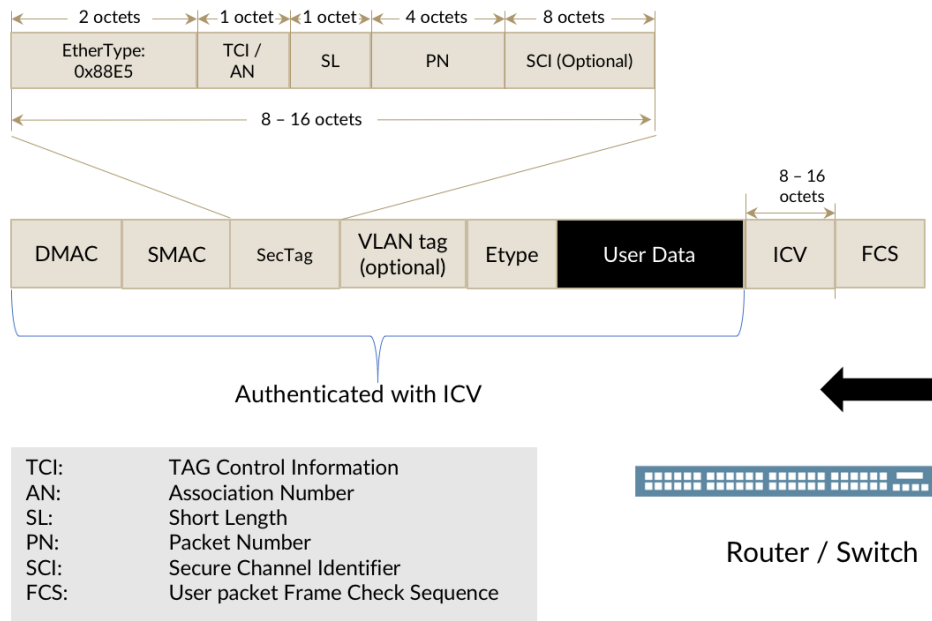 2 octets 1 octet 1 octet 4 octets 8 octets
EtherType:
0x88E5
TCI /
AN
SL
PN
SCI (Optional)
8 – 16 octets
8 – 16
octets
DMAC
SMAC
SecTag
VLAN tag
(optional)
Etype
User Data
ICV
FCS
Authenticated with ICV
TCI: TAG Control Information
AN: Association Number
SL: Short Length
PN: Packet Number
SCI: Secure Channel Identifier
FCS: User packet Frame Check Sequence
Router / Switch